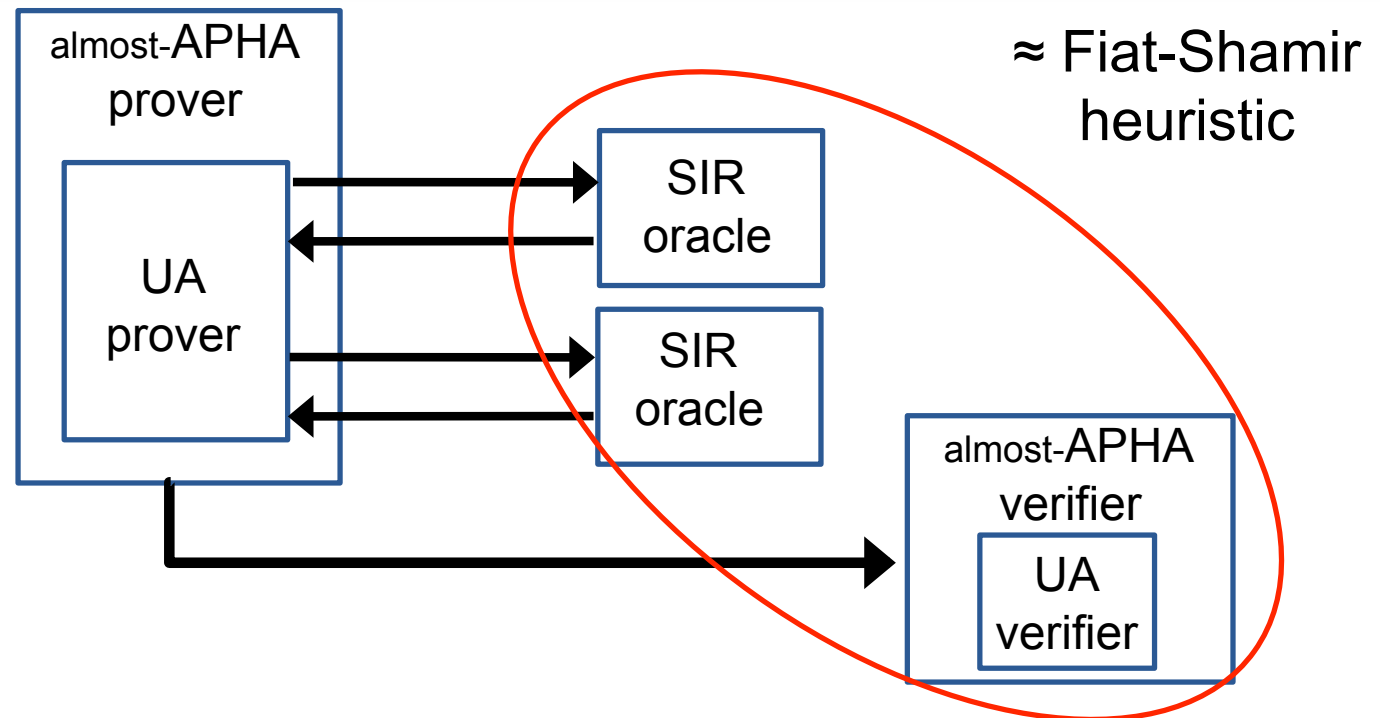 almost-APHA
prover
UA
prover
SIR
oracle
SIR
oracle
≈ Fiat-Shamir
heuristic
almost-APHA
verifier
UA
verifier